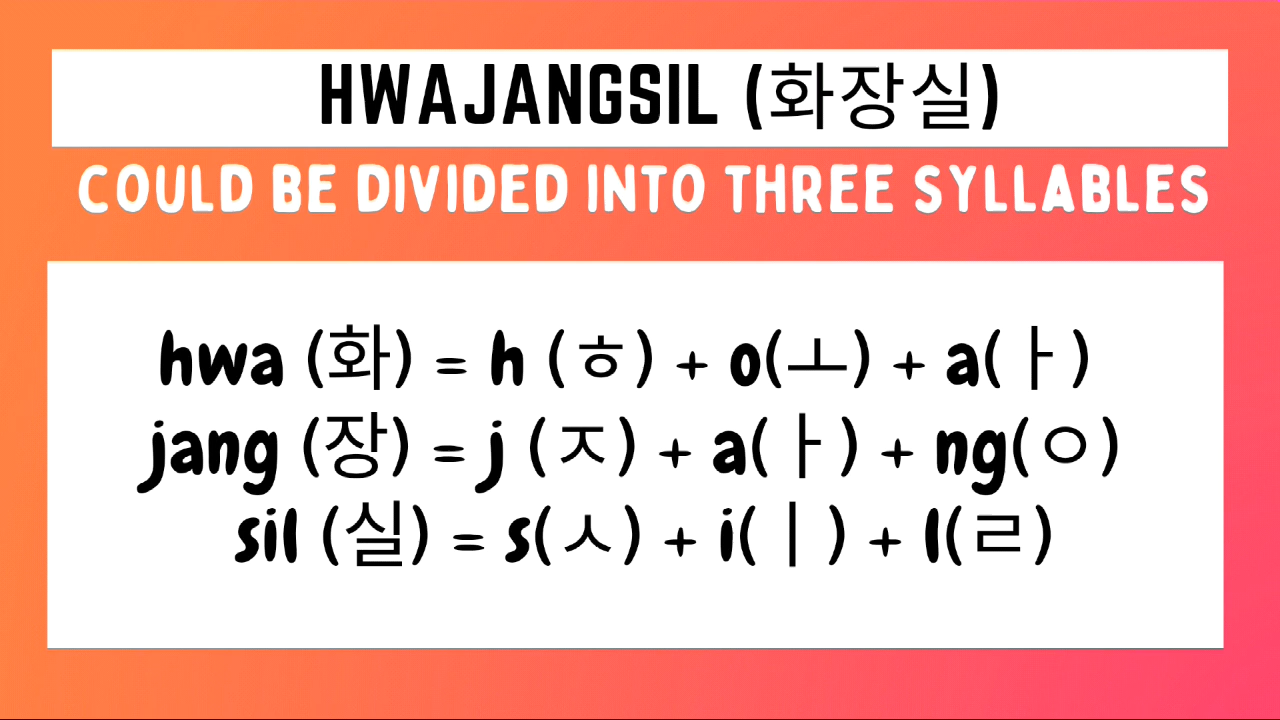 HWAJANGSIL (화장실)
COULD BE DIVIDED INTO THREE SYLLABLES
hwa (화) = h (ㅎ) + o(ㅗ) + a(ㅏ)
jang (장) = j (ㅈ) + a(ㅏ) + ng(ㅇ)
sil (실) = s(ㅅ) + i(ㅣ) + l(ㄹ)